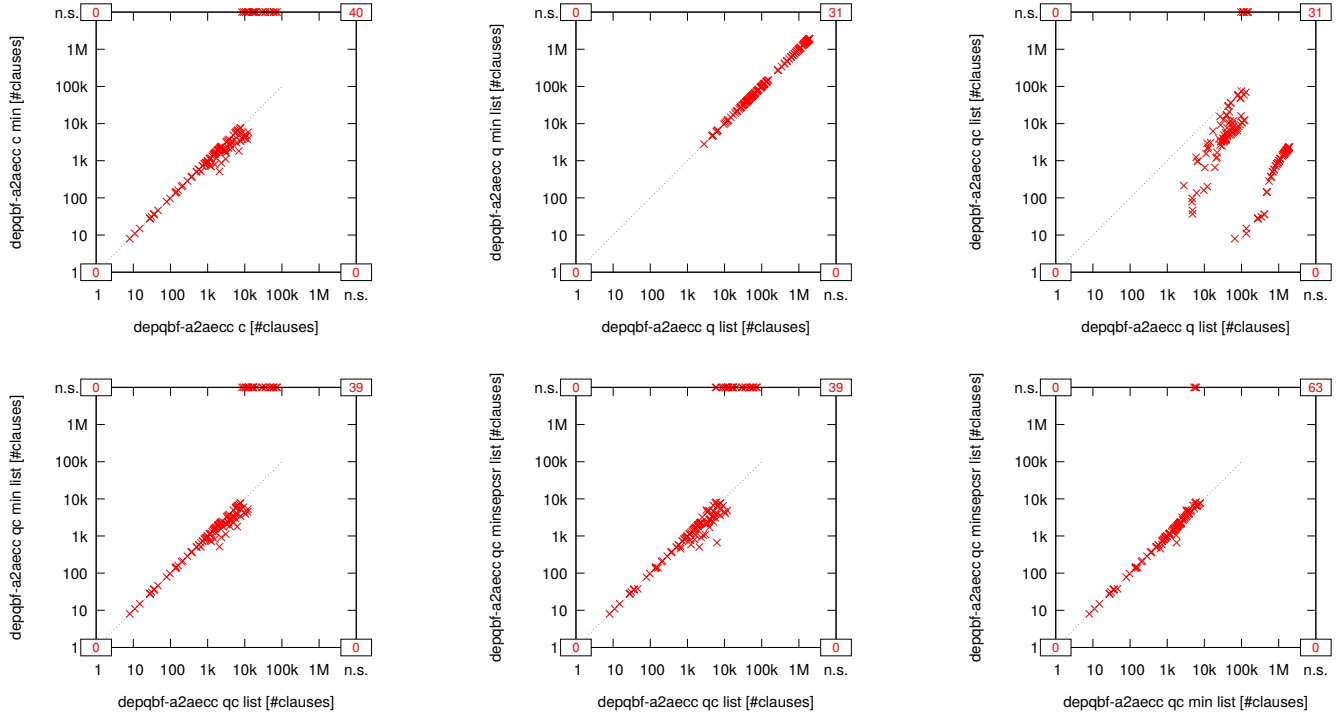 n.s. 0 40
1M
100k
10k
1k
100
10
1
0 0
1 10 100 1k 10k 100k 1M n.s.
depqbf-a2aecc c min [#clauses]
depqbf-a2aecc c [#clauses]
n.s. 0 31
1M
100k
10k
1k
100
10
1
0 0
1 10 100 1k 10k 100k 1M n.s.
depqbf-a2aecc q min list [#clauses]
depqbf-a2aecc q list [#clauses]
n.s. 0 31
1M
100k
10k
1k
100
10
1
0 0
1 10 100 1k 10k 100k 1M n.s.
depqbf-a2aecc qc list [#clauses]
depqbf-a2aecc q list [#clauses]
n.s. 0 39
1M
100k
10k
1k
100
10
1
0 0
1 10 100 1k 10k 100k 1M n.s.
depqbf-a2aecc qc min list [#clauses]
depqbf-a2aecc qc list [#clauses]
n.s. 0 39
1M
100k
10k
1k
100
10
1
0 0
1 10 100 1k 10k 100k 1M n.s.
depqbf-a2aecc qc minsepcsr list [#clauses]
depqbf-a2aecc qc list [#clauses]
n.s. 0 63
1M
100k
10k
1k
100
10
1
0 0
1 10 100 1k 10k 100k 1M n.s.
depqbf-a2aecc qc minsepcsr list [#clauses]
depqbf-a2aecc qc min list [#clauses]